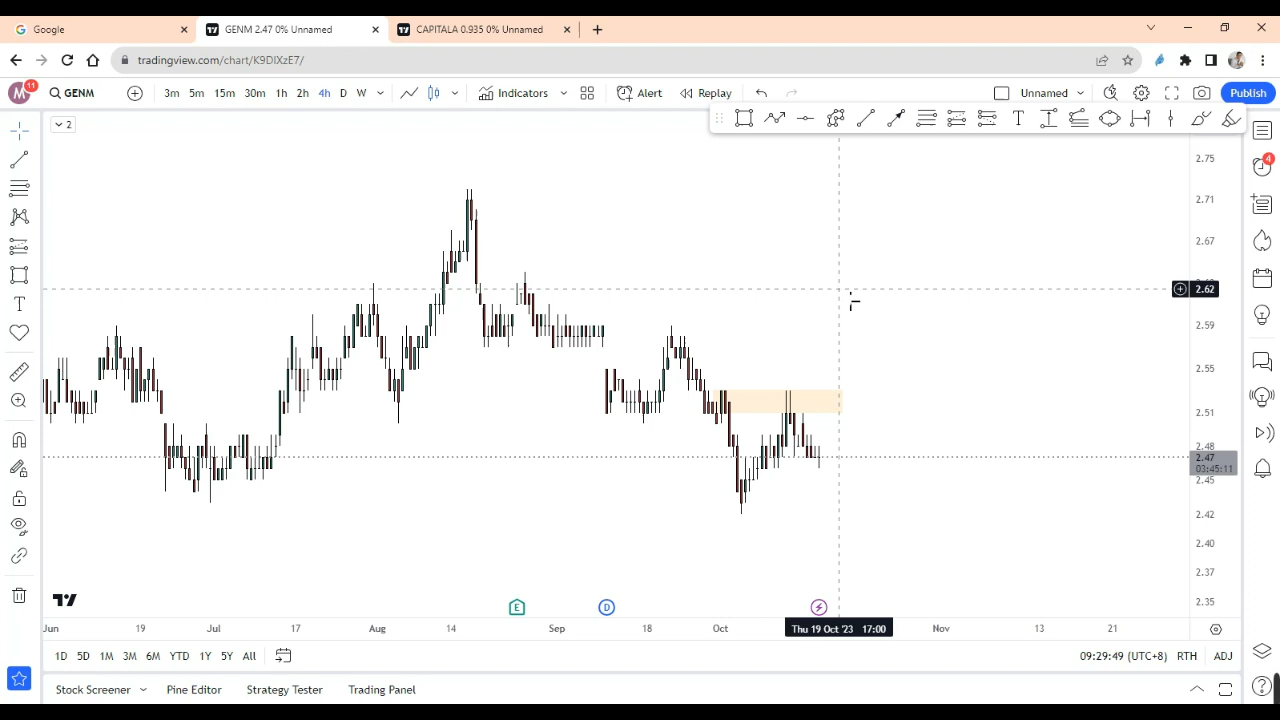 Google
GENM 2.47 0% Unnamed
CAPITALA 0.935 0% Unnamed
tradingview.com/chart/K9DIXzE7/
M 11 GENM 3m 5m 15m 30m 1h 2h 4h D W Indicators Alert Replay Unnamed Publish
2
2.75
2.71
2.67
2.62
2.59
2.55
2.51
2.48
2.47
03:45:11
2.45
2.42
2.40
2.37
2.35
4
E D
Jun 19 Jul 17 Aug 14 Sep 18 Oct Thu 19 Oct '23 17:00 Nov 13 21
1D 5D 1M 3M 6M YTD 1Y 5Y All 09:29:49 (UTC+8) RTH ADJ
Stock Screener Pine Editor Strategy Tester Trading Panel